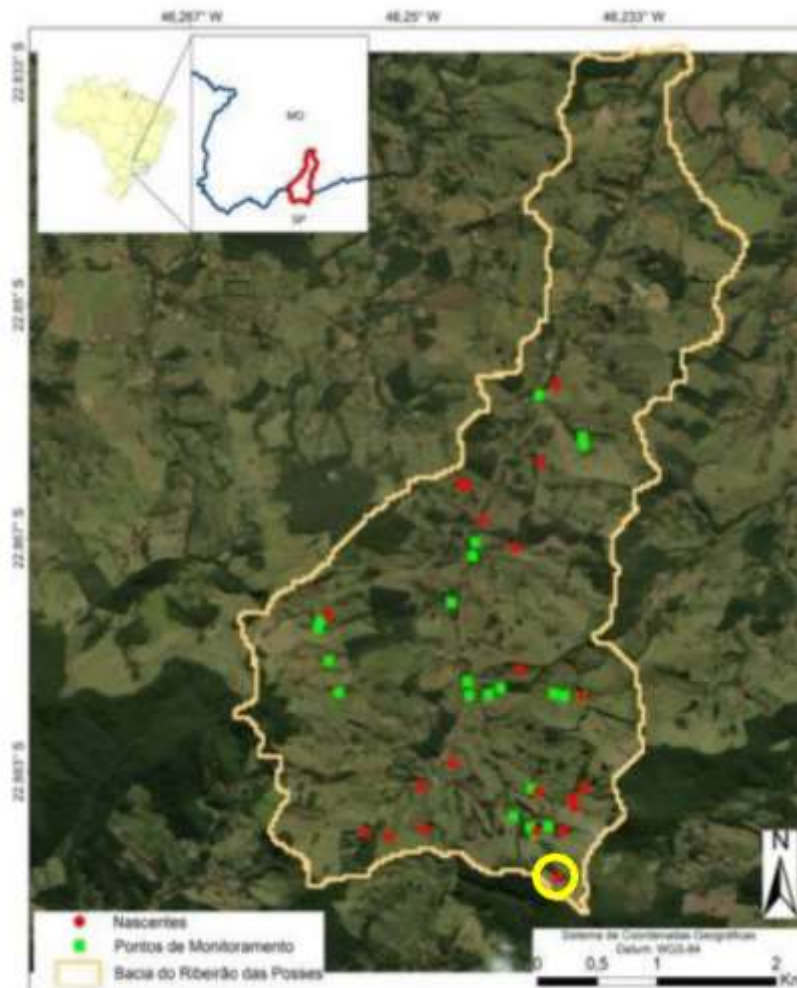 46,267° W
46,25° W
46,233° W
22,833° S
22,85° S
22,867° S
22,883° S
MG
SP
N
Nascentes
Pontos de Monitoramento
Bacia do Ribeirão das Posses
Sistema de Coordenadas Geográficas
Datum: WGS-84
0 0,5 1 2
Km